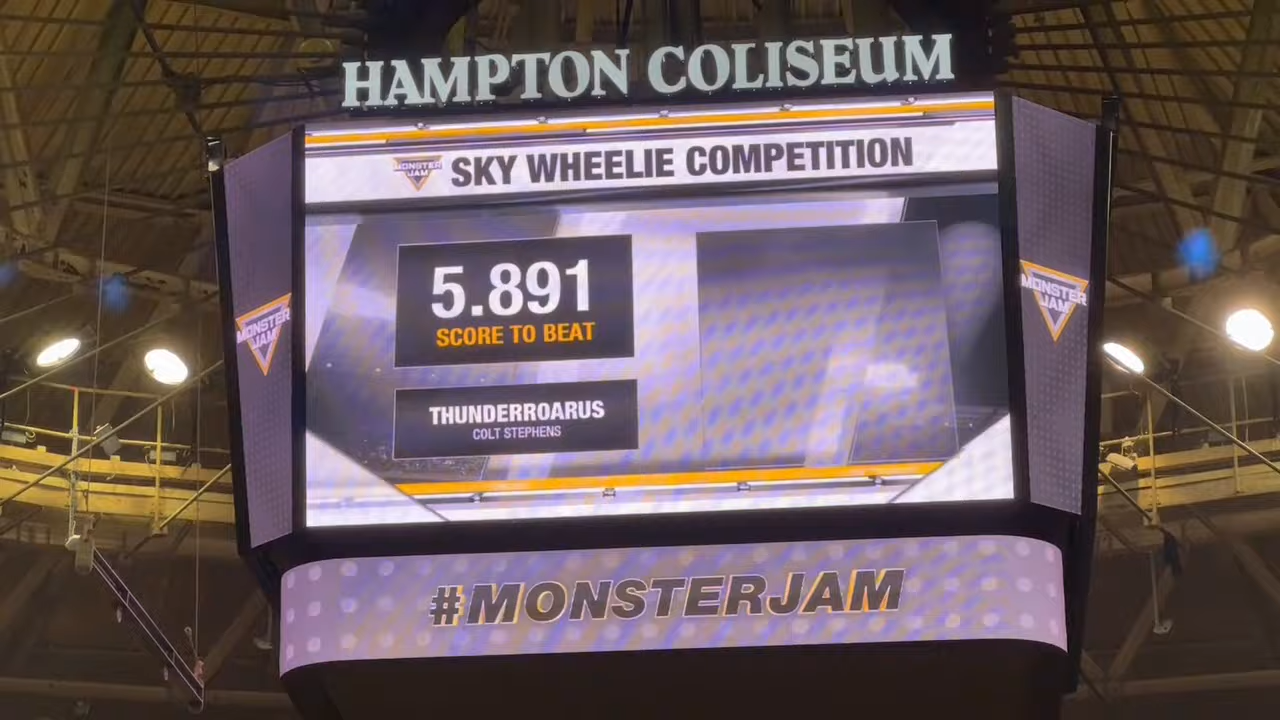 HAMPTON COLISEUM
MONSTER JAM
SKY WHEELIE COMPETITION
5.891
SCORE TO BEAT
THUNDERROARUS
COLT STEPHENS
MONSTER
JAM
MONSTER
JAM
#MONSTERJAM